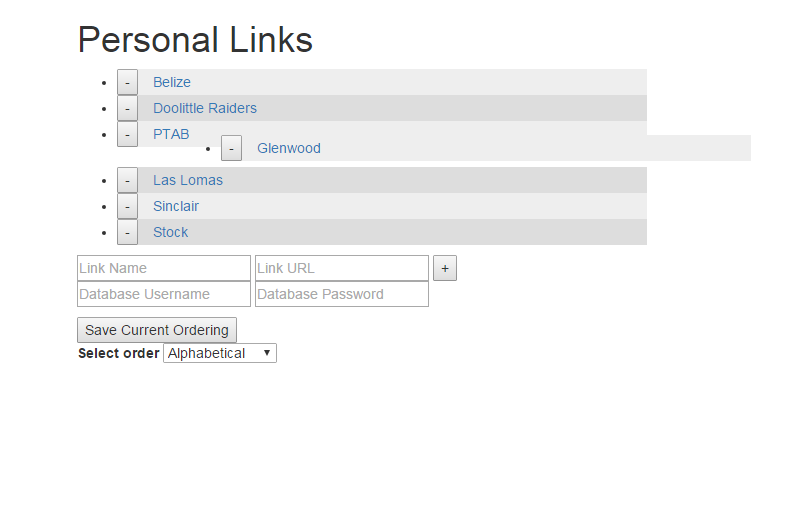 Personal Links
- Belize
- Doolittle Raiders
- PTAB
- Glenwood
- Las Lomas
- Sinclair
- Stock
Link Name Link URL +
Database Username Database Password
Save Current Ordering
Select order Alphabetical